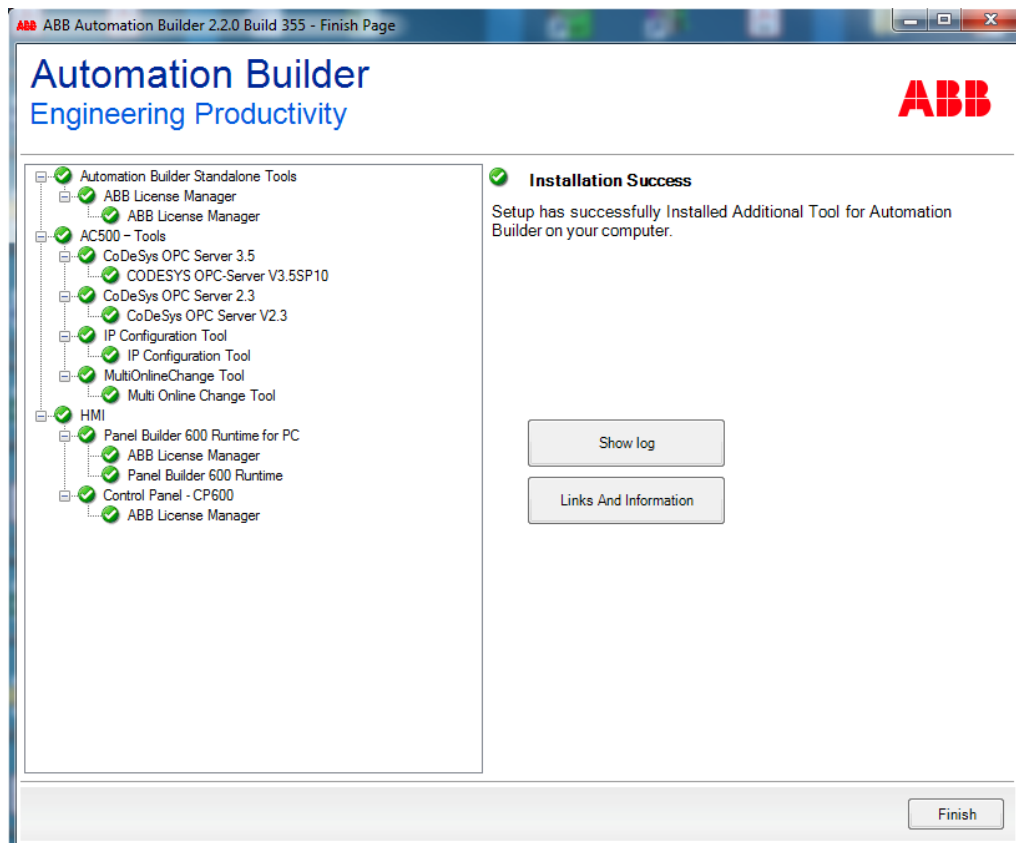 ABB ABB Automation Builder 2.2.0 Build 355 - Finish Page
Automation Builder
Engineering Productivity
ABB
Automation Builder Standalone Tools
ABB License Manager
ABB License Manager
AC500 – Tools
CoDeSys OPC Server 3.5
CODESYS OPC-Server V3.5SP10
CoDeSys OPC Server 2.3
CoDeSys OPC Server V2.3
IP Configuration Tool
IP Configuration Tool
MultiOnlineChange Tool
Multi Online Change Tool
HMI
Panel Builder 600 Runtime for PC
ABB License Manager
Panel Builder 600 Runtime
Control Panel - CP600
ABB License Manager
Installation Success
Setup has successfully Installed Additional Tool for Automation
Builder on your computer.
Show log
Links And Information
Finish